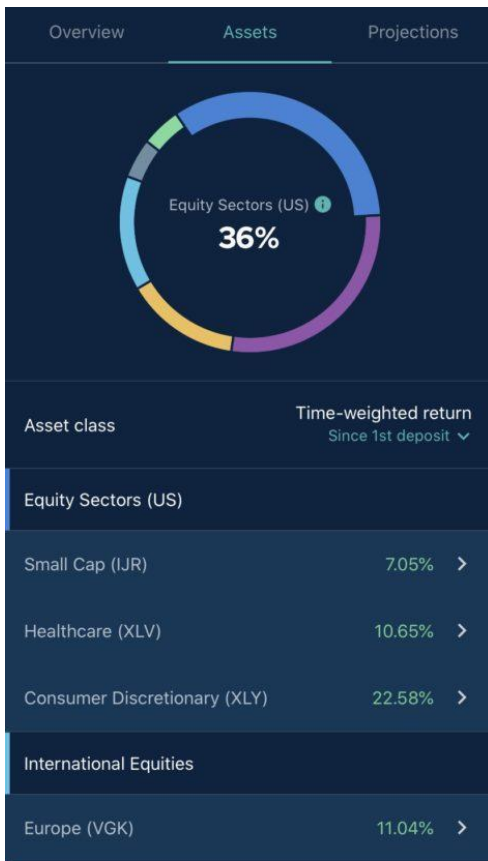 Overview Assets Projections
Equity Sectors (US) i
36%
Asset class
Time-weighted return
Since 1st deposit
Equity Sectors (US)
Small Cap (IJR) 7.05%
Healthcare (XLV) 10.65%
Consumer Discretionary (XLY) 22.58%
International Equities
Europe (VGK) 11.04%